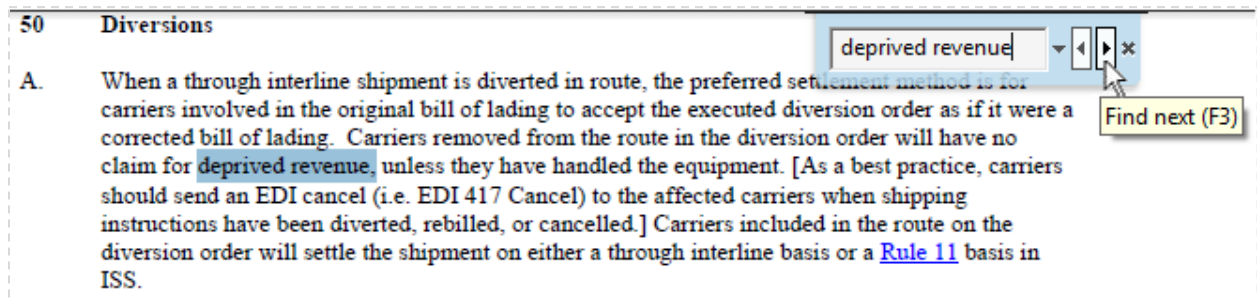 50 Diversions
deprived revenue
A. When a through interline shipment is diverted in route, the preferred settlement method is for
carriers involved in the original bill of lading to accept the executed diversion order as if it were a
Find next (F3)
corrected bill of lading. Carriers removed from the route in the diversion order will have no
claim for deprived revenue, unless they have handled the equipment. [As a best practice, carriers
should send an EDI cancel (i.e. EDI 417 Cancel) to the affected carriers when shipping
instructions have been diverted, rebilled, or cancelled.] Carriers included in the route on the
diversion order will settle the shipment on either a through interline basis or a Rule 11 basis in
ISS.